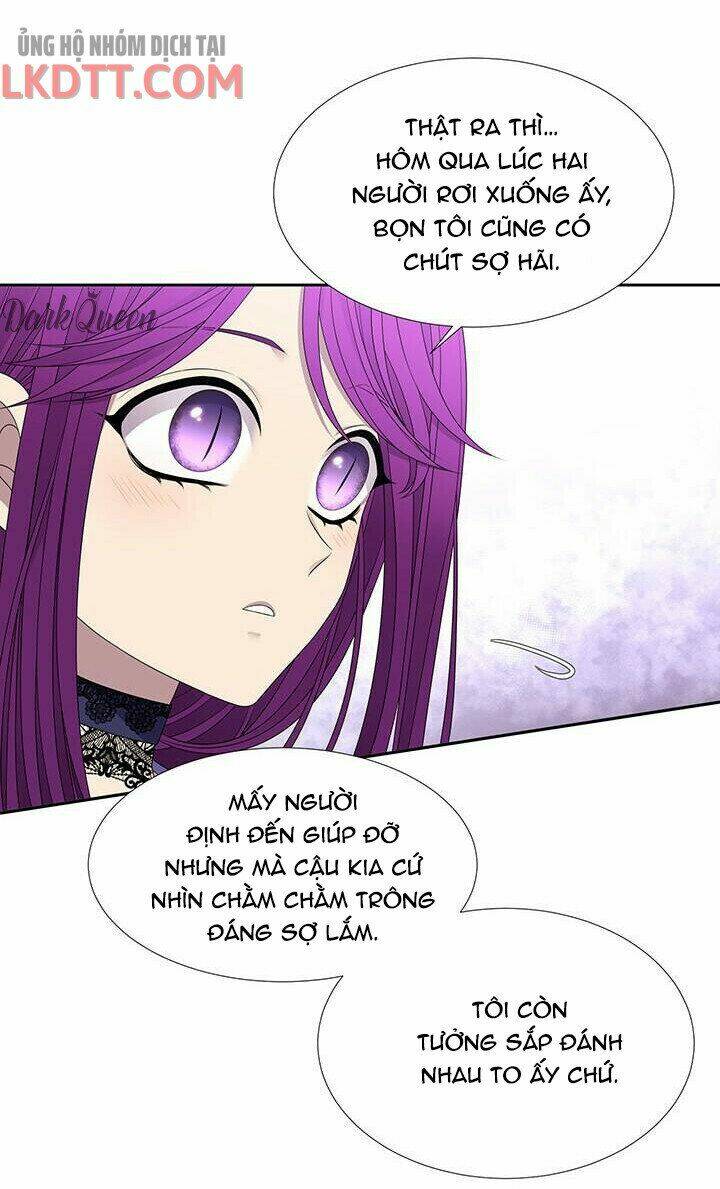 ỦNG HỘ NHÓM DỊCH TẠI
LKDTT.COM
THẬT RA THÌ...
HÔM QUA LÚC HAI
NGƯỜI RƠI XUỐNG ẤY,
BỌN TÔI CŨNG CÓ
CHÚT SỢ HÃI.
DarkQueen
MẤY NGƯỜI
ĐỊNH ĐẾN GIÚP ĐỠ
NHƯNG MÀ CẬU KIA CỨ
NHÌN CHẰM CHẰM TRÔNG
ĐÁNG SỢ LẮM.
TÔI CÒN
TƯỞNG SẮP ĐÁNH
NHAU TO ẤY CHỨ.